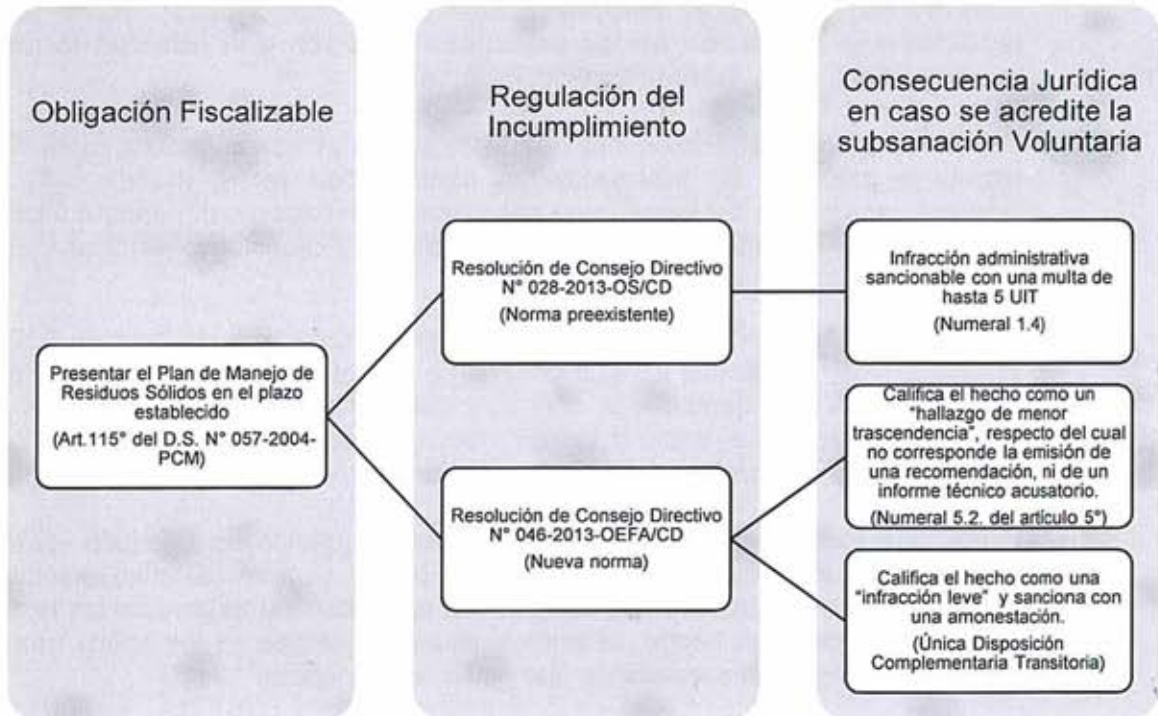 Obligación Fiscalizable
Regulación del
Incumplimiento
Consecuencia Jurídica
en caso se acredite la
subsanación Voluntaria
Presentar el Plan de Manejo de
Residuos Sólidos en el plazo
establecido
(Art.115° del D.S. N° 057-2004-
PCM)
Resolución de Consejo Directivo
N° 028-2013-OS/CD
(Norma preexistente)
Resolución de Consejo Directivo
N° 046-2013-OEFA/CD
(Nueva norma)
Infracción administrativa
sancionable con una multa de
hasta 5 UIT
(Numeral 1.4)
Califica el hecho como un
"hallazgo de menor
trascendencia", respecto del cual
no corresponde la emisión de
una recomendación, ni de un
informe técnico acusatorio.
(Numeral 5.2. del artículo 5°)
Califica el hecho como una
"infracción leve" y sanciona con
una amonestación.
(Única Disposición
Complementaria Transitoria)